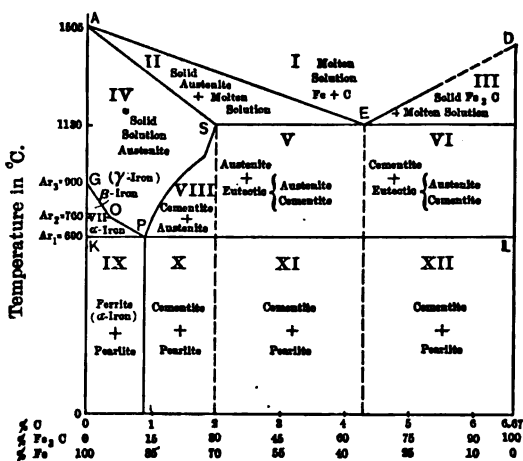 A
1505
D
II
I
Molten
Solution
Fe + C
III
Solid
Austenite
+ Molten
Solution
Solid Fe₃C
+ Molten Solution
IV
Solid
Solution
Austenite
1130
S
E
V
VI
Ar₃=900
G
(γ-Iron)
β-Iron
VIII
Cementite
+
Austenite
Austenite
+
Eutectic { Austenite
Cementite
Cementite
+
Eutectic { Austenite
Cementite
Ar₂=760
O
VII
α-Iron
P
Ar₁=690
K
L
IX
X
XI
XII
Ferrite
(α-Iron)
+
Pearlite
Cementite
+
Pearlite
Cementite
+
Pearlite
Cementite
+
Pearlite
Temperature in °C.
0
% C 0 1 2 3 4 5 6 6.67
% Fe₃C 0 15 30 45 60 75 90 100
% Fe 100 85 70 55 40 25 10 0